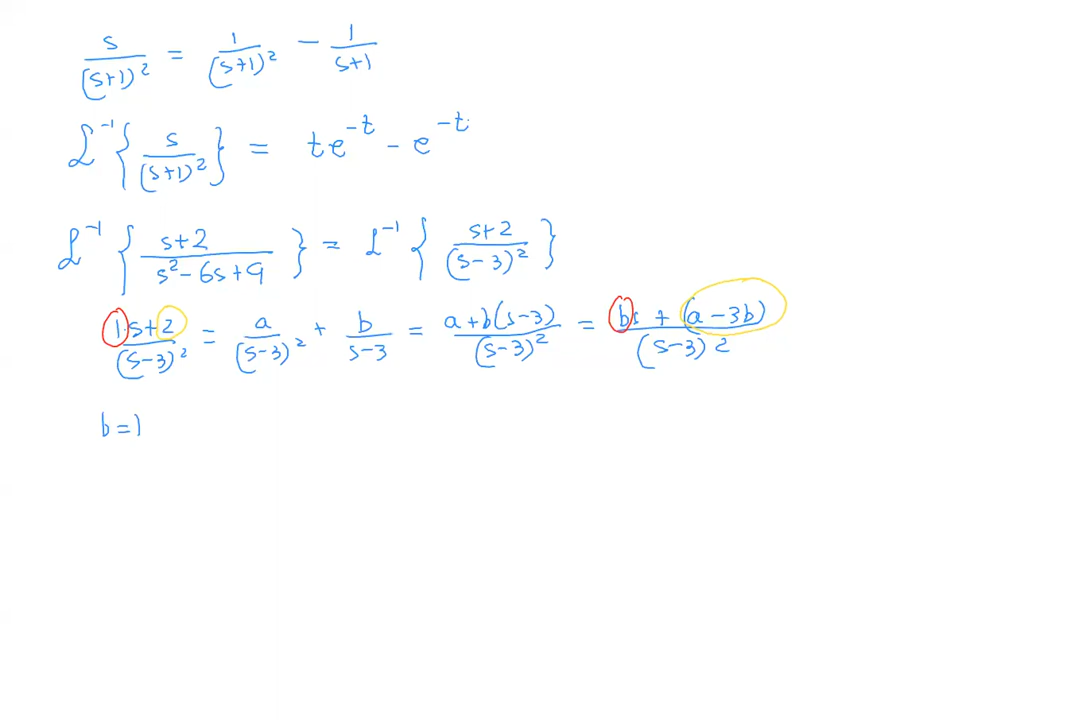 s/(s+1)² = 1/(s+1)² − 1/(s+1)
ℒ⁻¹{s/(s+1)²} = te^(−t) − e^(−t)
ℒ⁻¹{(s+2)/(s²−6s+9)} = ℒ⁻¹{(s+2)/(s−3)²}
(1·s+2)/(s−3)² = a/(s−3)² + b/(s−3) = (a+b(s−3))/(s−3)² = (bs + (a−3b))/(s−3)²
b=1